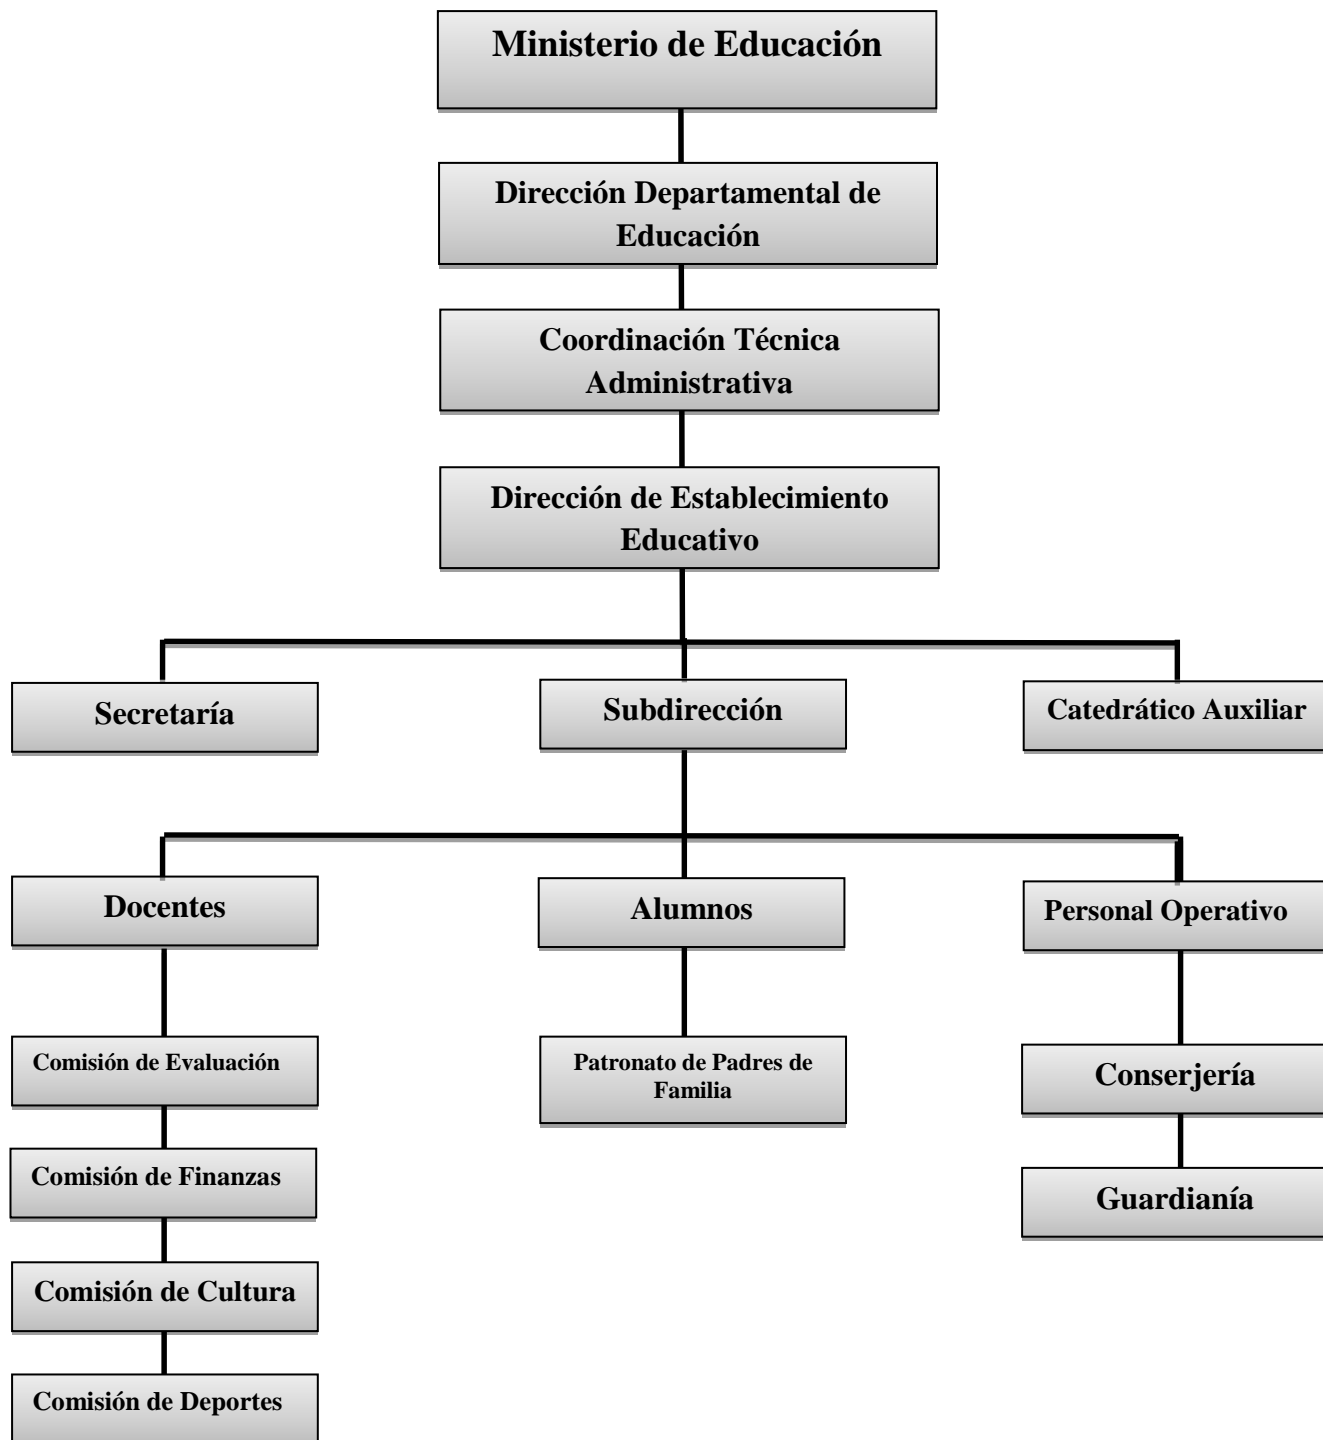 Ministerio de Educación
Dirección Departamental de
Educación
Coordinación Técnica
Administrativa
Dirección de Establecimiento
Educativo
Secretaría
Subdirección
Catedrático Auxiliar
Docentes
Alumnos
Personal Operativo
Comisión de Evaluación
Patronato de Padres de
Familia
Conserjería
Comisión de Finanzas
Guardianía
Comisión de Cultura
Comisión de Deportes